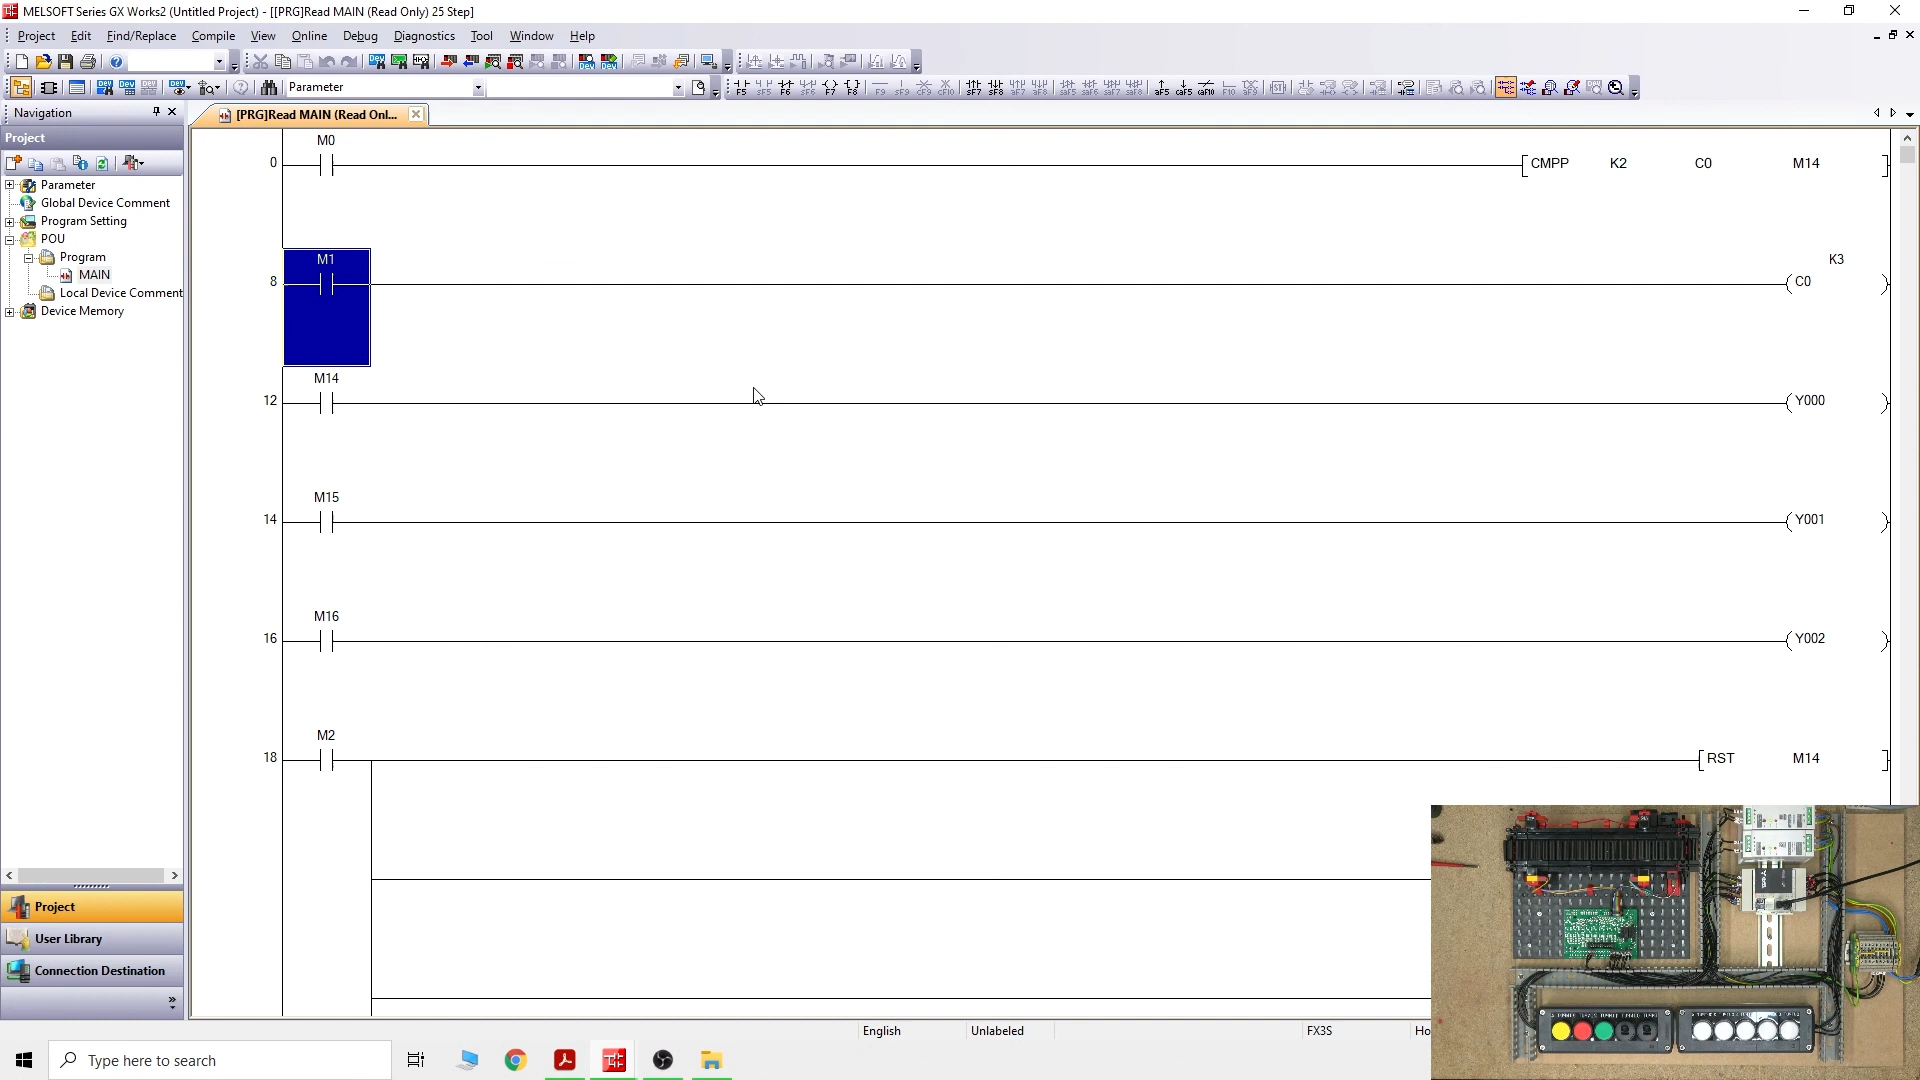 MELSOFT Series GX Works2 (Untitled Project) - [[PRG]Read MAIN (Read Only) 25 Step]
Project Edit Find/Replace Compile View Online Debug Diagnostics Tool Window Help
Parameter
Navigation
[PRG]Read MAIN (Read Onl...
Project
Parameter
Global Device Comment
Program Setting
POU
Program
MAIN
Local Device Comment
Device Memory
Project
User Library
Connection Destination
M0
0 CMPP K2 C0 M14
M1 K3
8 C0
M14
12 Y000
M15
14 Y001
M16
16 Y002
M2
18 RST M14
English Unlabeled FX3S Ho
Type here to search